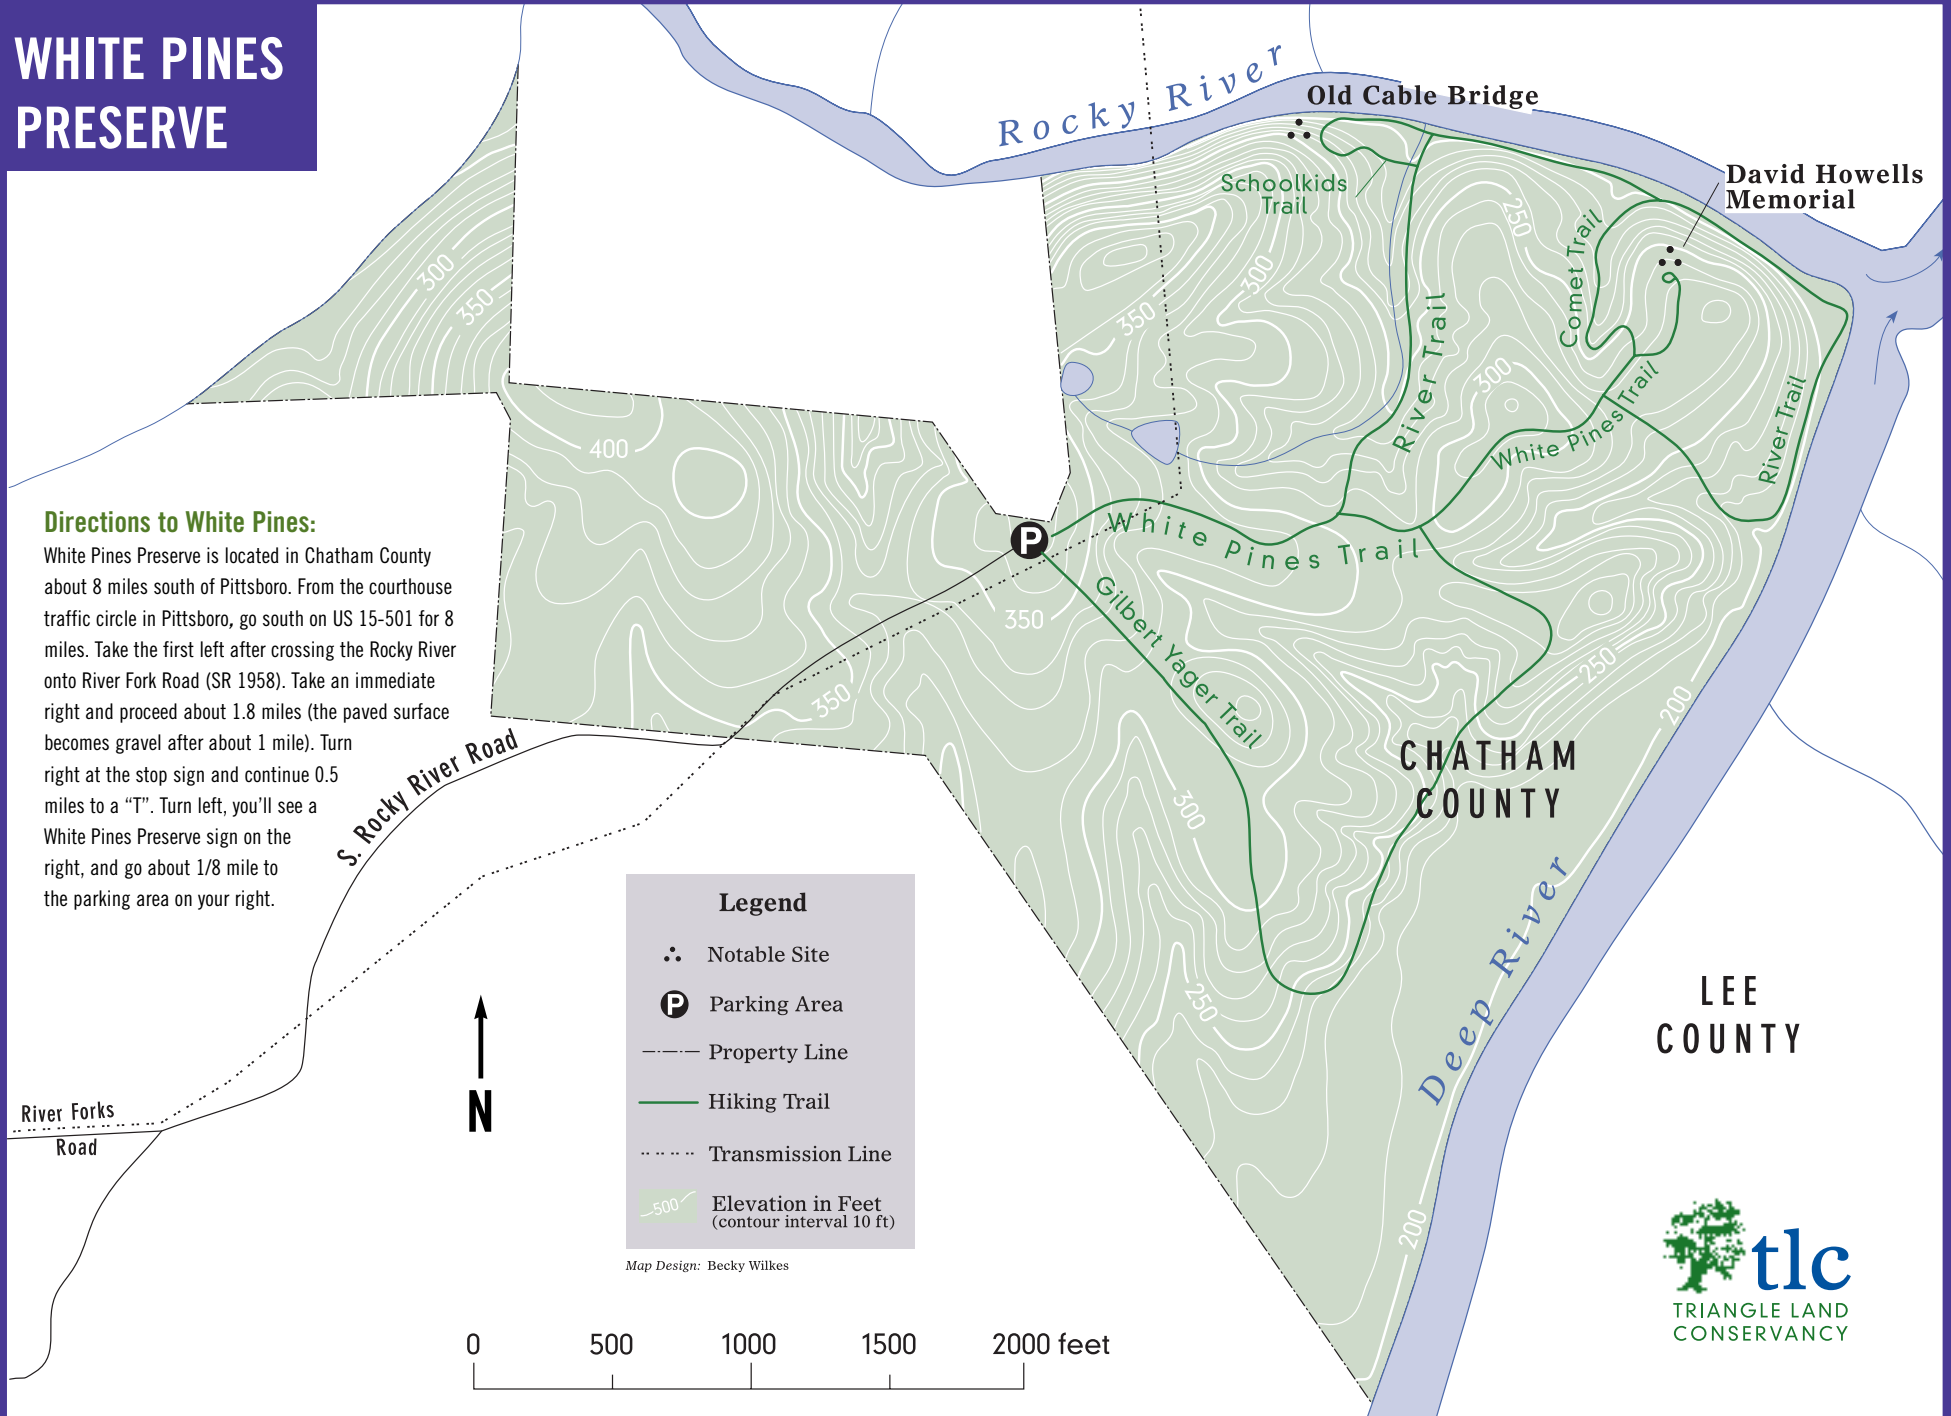 WHITE PINES
PRESERVE
Rocky River
Old Cable Bridge
David Howells
Memorial
Schoolkids
Trail
250
300
350
300
350
Comet Trail
River Trail
300
White Pines Trail
River Trail
400
Directions to White Pines:
White Pines Preserve is located in Chatham County
about 8 miles south of Pittsboro. From the courthouse
traffic circle in Pittsboro, go south on US 15-501 for 8
miles. Take the first left after crossing the Rocky River
onto River Fork Road (SR 1958). Take an immediate
right and proceed about 1.8 miles (the paved surface
becomes gravel after about 1 mile). Turn
right at the stop sign and continue 0.5
miles to a “T”. Turn left, you’ll see a
White Pines Preserve sign on the
right, and go about 1/8 mile to
the parking area on your right.
P
White Pines Trail
Gilbert Yager Trail
350
350
250
200
S. Rocky River Road
CHATHAM
COUNTY
300
250
Deep River
LEE
COUNTY
200
River Forks
Road
N
Legend
Notable Site
P Parking Area
Property Line
Hiking Trail
Transmission Line
500 Elevation in Feet
(contour interval 10 ft)
Map Design: Becky Wilkes
0 500 1000 1500 2000 feet
tlc
TRIANGLE LAND
CONSERVANCY